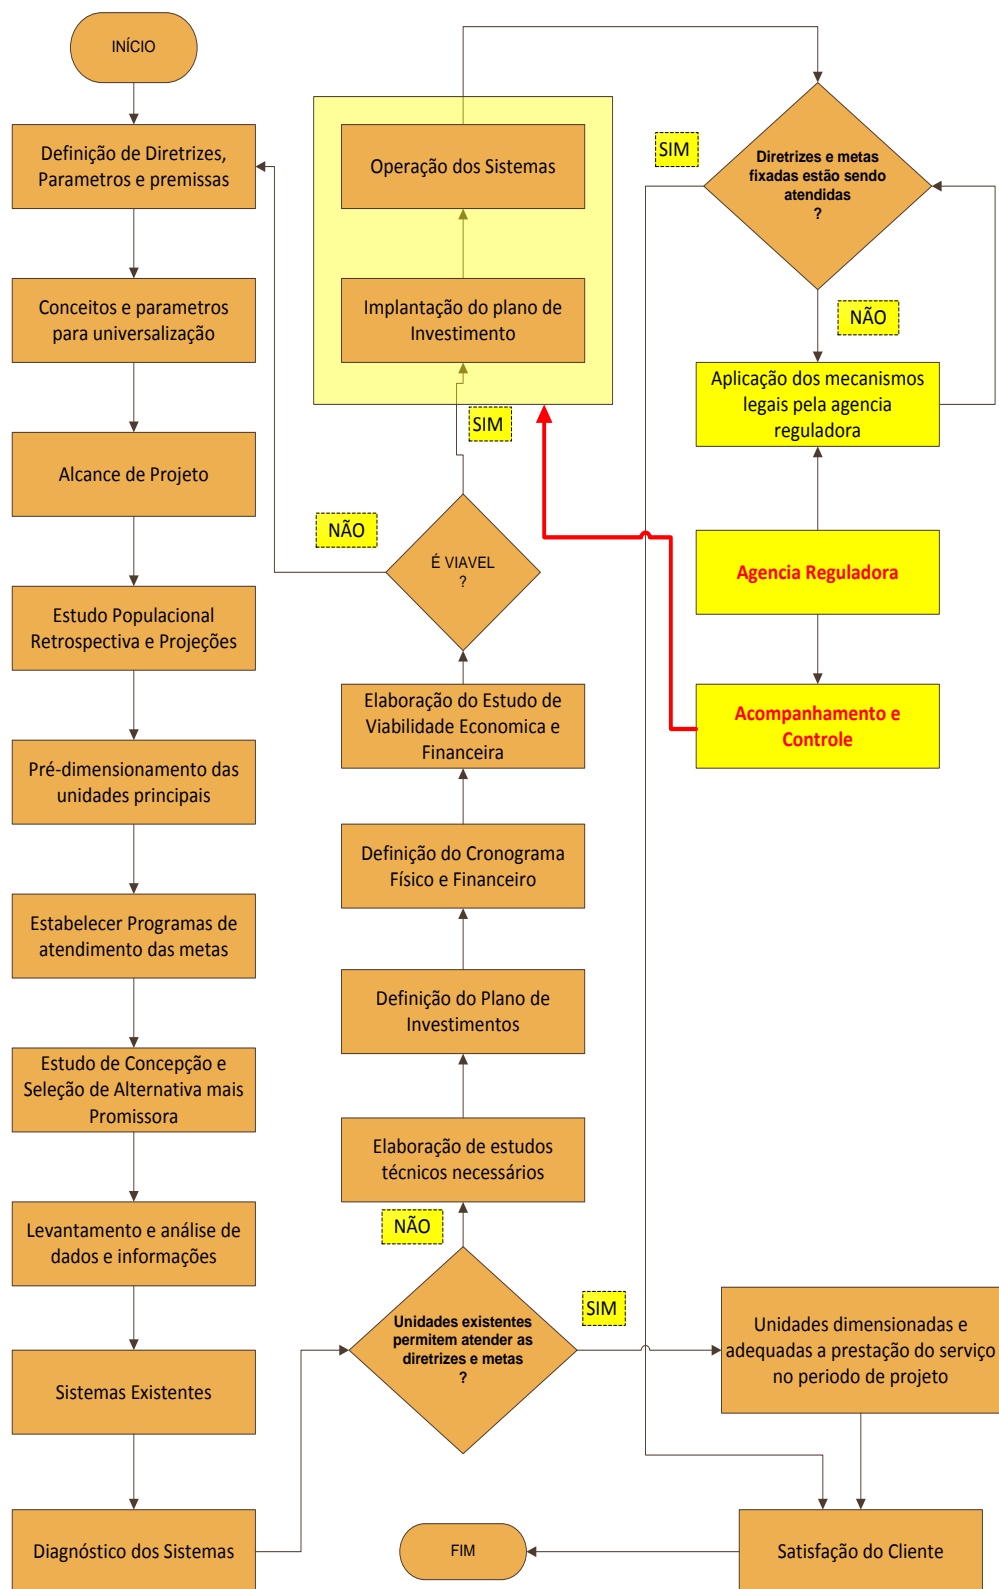 INÍCIO
Definição de Diretrizes,
Parametros e premissas
Conceitos e parametros
para universalização
Alcance de Projeto
Estudo Populacional
Retrospectiva e Projeções
Pré-dimensionamento das
unidades principais
Estabelecer Programas de
atendimento das metas
Estudo de Concepção e
Seleção de Alternativa mais
Promissora
Levantamento e análise de
dados e informações
Sistemas Existentes
Diagnóstico dos Sistemas
Unidades existentes
permitem atender as
diretrizes e metas
?
NÃO
SIM
Elaboração de estudos
técnicos necessários
Definição do Plano de
Investimentos
Definição do Cronograma
Físico e Financeiro
Elaboração do Estudo de
Viabilidade Economica e
Financeira
É VIAVEL
?
NÃO
SIM
Implantação do plano de
Investimento
Operação dos Sistemas
Diretrizes e metas
fixadas estão sendo
atendidas
?
SIM
NÃO
Aplicação dos mecanismos
legais pela agencia
reguladora
Agencia Reguladora
Acompanhamento e
Controle
Unidades dimensionadas e
adequadas a prestação do serviço
no periodo de projeto
Satisfação do Cliente
FIM